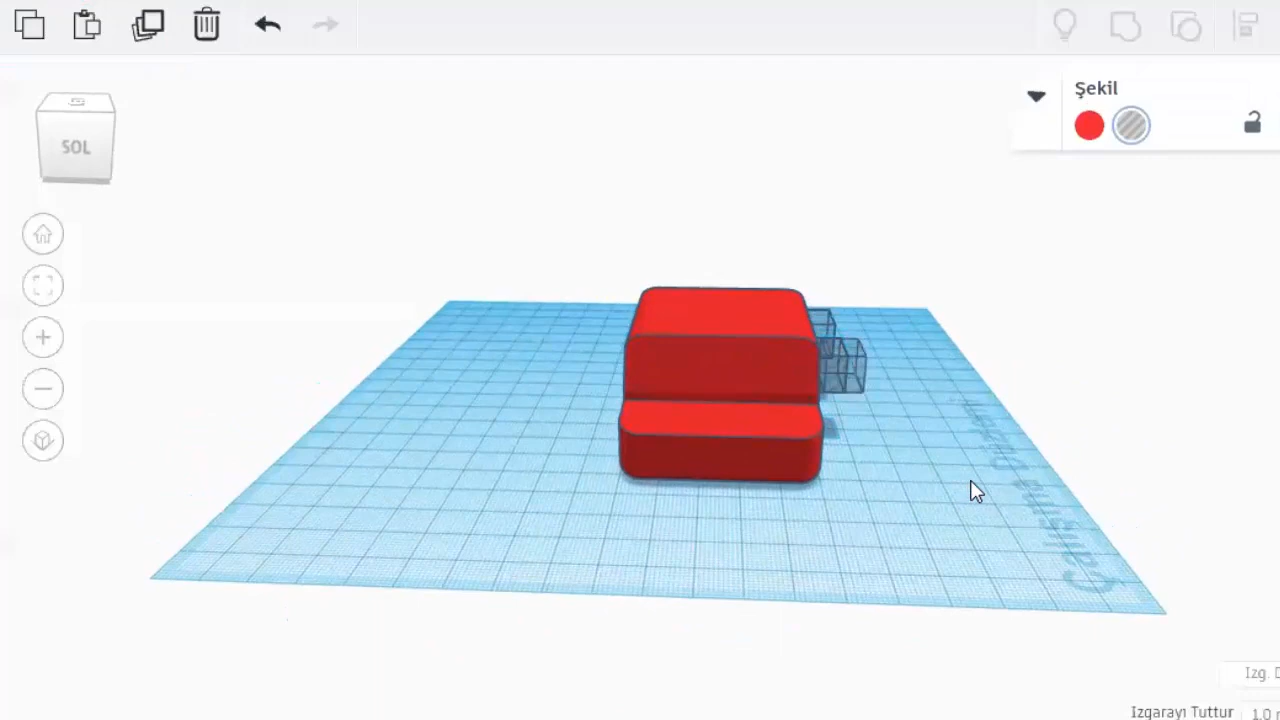 SOL
Şekil
Çalışma Düzlemi
Izg. D
Izgarayı Tuttur
1.0